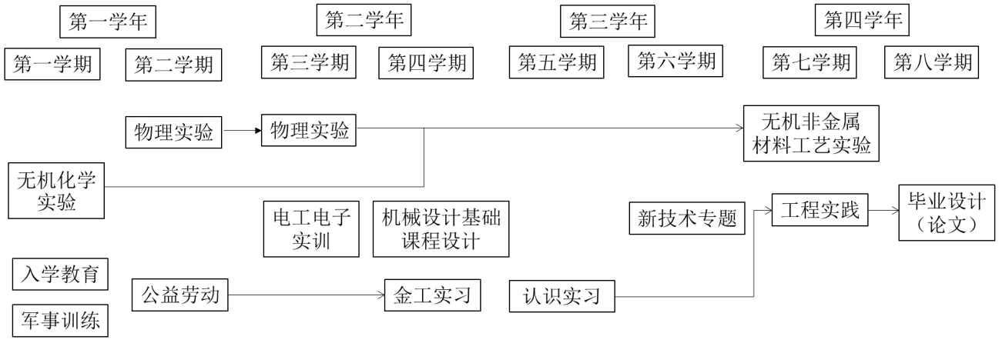 第一学年
第二学年
第三学年
第四学年
第一学期
第二学期
第三学期
第四学期
第五学期
第六学期
第七学期
第八学期
物理实验
物理实验
无机非金属
材料工艺实验
无机化学
实验
电工电子
实训
机械设计基础
课程设计
新技术专题
工程实践
毕业设计
（论文）
入学教育
公益劳动
金工实习
认识实习
军事训练